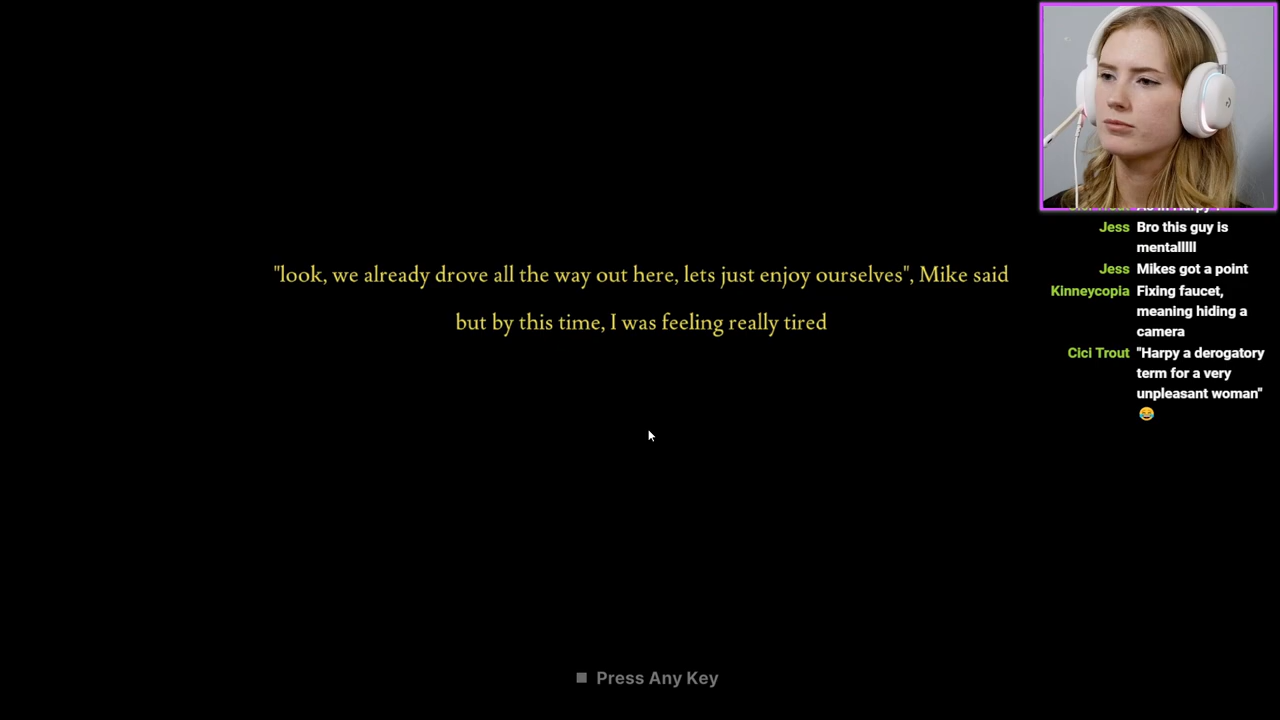 "look, we already drove all the way out here, lets just enjoy ourselves", Mike said
but by this time, I was feeling really tired
Press Any Key
Jess Bro this guy is
mentalllll
Jess Mikes got a point
Kinneycopia Fixing faucet,
meaning hiding a
camera
Cici Trout "Harpy a derogatory
term for a very
unpleasant woman"
😂